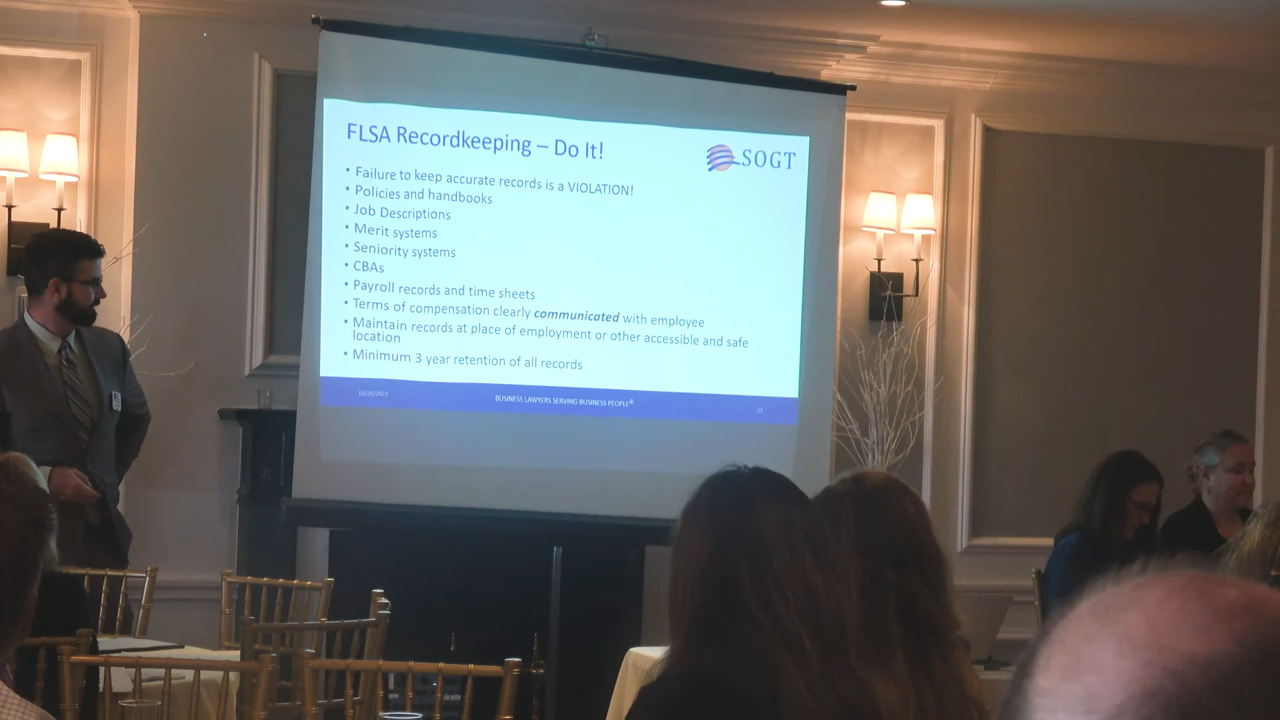 FLSA Recordkeeping – Do It!
SOGT
• Failure to keep accurate records is a VIOLATION!
• Policies and handbooks
• Job Descriptions
• Merit systems
• Seniority systems
• CBAs
• Payroll records and time sheets
• Terms of compensation clearly communicated with employee
• Maintain records at place of employment or other accessible and safe
location
• Minimum 3 year retention of all records
10/26/2022
BUSINESS LAWYERS SERVING BUSINESS PEOPLE®